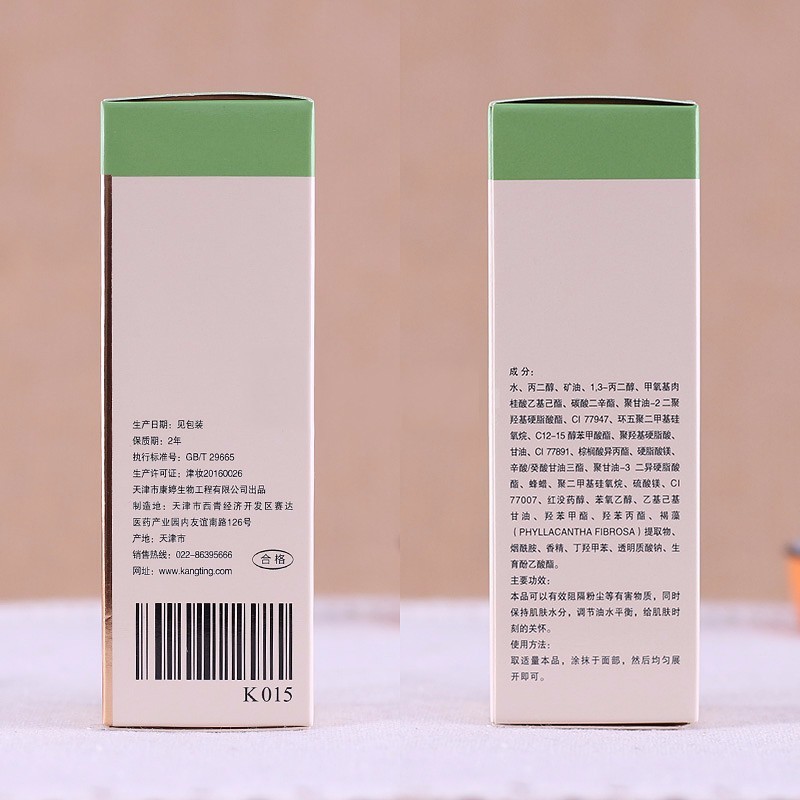 生产日期：见包装
保质期：2年
执行标准号：GB/T 29665
生产许可证：津妆20160026
天津市康婷生物工程有限公司出品
制造地：天津市西青经济开发区赛达
医药产业园内友谊南路126号
产地：天津市
销售热线：022-86395666
合格
网址：www.kangting.com
K015
成分：
水、丙二醇、矿油、1,3-丙二醇、甲氧基肉
桂酸乙基己酯、碳酸二辛酯、聚甘油-2 二聚
羟基硬脂酸酯、CI 77947、环五聚二甲基硅
氧烷、C12-15 醇苯甲酸酯、聚羟基硬脂酸、
甘油、CI 77891、棕榈酸异丙酯、硬脂酸镁、
辛酸/癸酸甘油三酯、聚甘油-3 二异硬脂酸
酯、蜂蜡、聚二甲基硅氧烷、硫酸镁、CI
77007、红没药醇、苯氧乙醇、乙基己基
甘油、羟苯甲酯、羟苯丙酯、褐藻
（PHYLLACANTHA FIBROSA）提取物、
烟酰胺、香精、丁羟甲苯、透明质酸钠、生
育酚乙酸酯。
主要功效：
本品可以有效阻隔粉尘等有害物质，同时
保持肌肤水分，调节油水平衡，给肌肤时
刻的关怀。
使用方法：
取适量本品，涂抹于面部，然后均匀展
开即可。